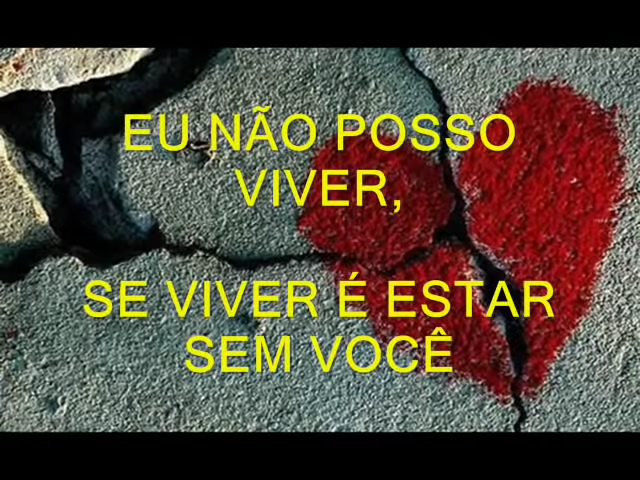 EU NÃO POSSO
VIVER,
SE VIVER É ESTAR
SEM VOCÊ